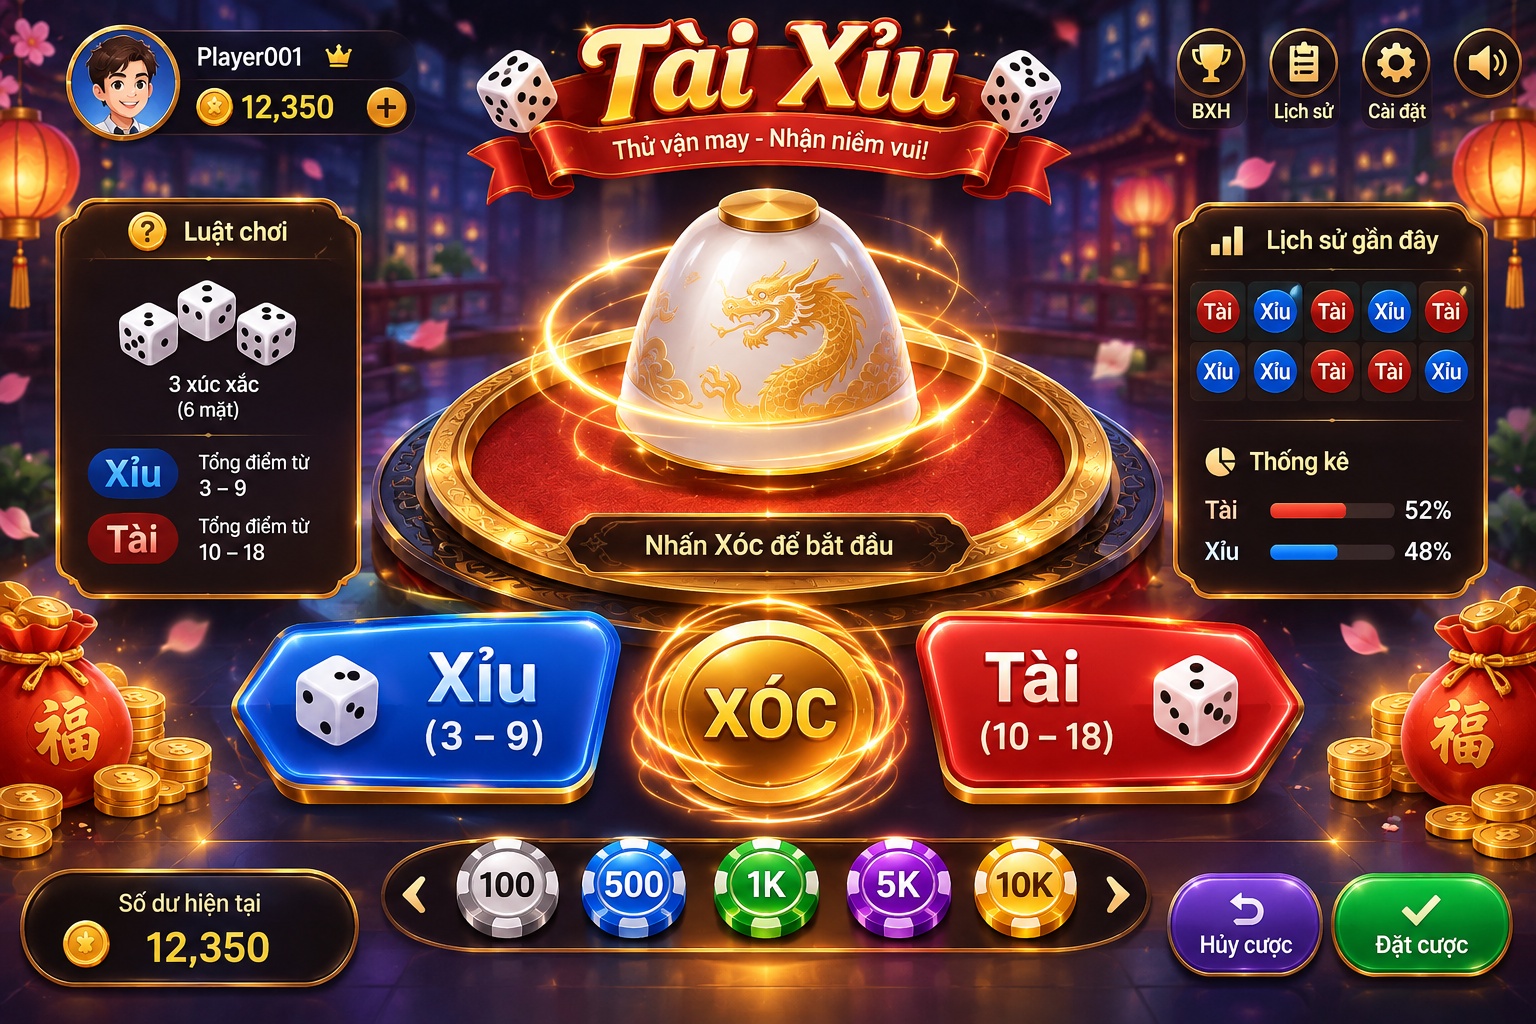 Player001
12,350
Tài Xỉu
Thử vận may - Nhận niềm vui!
BXH
Lịch sử
Cài đặt
? Luật chơi
3 xúc xắc
(6 mặt)
Xỉu
Tổng điểm từ
3 – 9
Tài
Tổng điểm từ
10 – 18
Lịch sử gần đây
Tài Xỉu Tài Xỉu Tài
Xỉu Xỉu Tài Tài Xỉu
Thống kê
Tài 52%
Xỉu 48%
Nhấn Xóc để bắt đầu
Xỉu
(3 – 9)
XÓC
Tài
(10 – 18)
福
福
Số dư hiện tại
12,350
100 500 1K 5K 10K
Hủy cược
Đặt cược